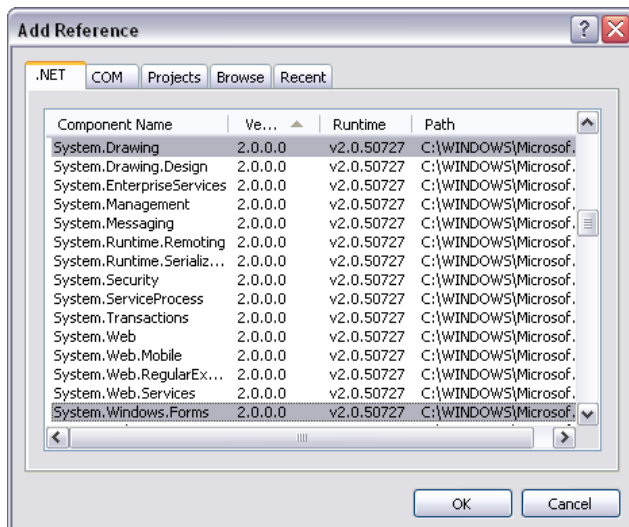 Add Reference
.NET COM Projects Browse Recent
Component Name Ve... Runtime Path
System.Drawing 2.0.0.0 v2.0.50727 C:\WINDOWS\Microsof.
System.Drawing.Design 2.0.0.0 v2.0.50727 C:\WINDOWS\Microsof.
System.EnterpriseServices 2.0.0.0 v2.0.50727 C:\WINDOWS\Microsof.
System.Management 2.0.0.0 v2.0.50727 C:\WINDOWS\Microsof.
System.Messaging 2.0.0.0 v2.0.50727 C:\WINDOWS\Microsof.
System.Runtime.Remoting 2.0.0.0 v2.0.50727 C:\WINDOWS\Microsof.
System.Runtime.Serializ... 2.0.0.0 v2.0.50727 C:\WINDOWS\Microsof.
System.Security 2.0.0.0 v2.0.50727 C:\WINDOWS\Microsof.
System.ServiceProcess 2.0.0.0 v2.0.50727 C:\WINDOWS\Microsof.
System.Transactions 2.0.0.0 v2.0.50727 C:\WINDOWS\Microsof.
System.Web 2.0.0.0 v2.0.50727 C:\WINDOWS\Microsof.
System.Web.Mobile 2.0.0.0 v2.0.50727 C:\WINDOWS\Microsof.
System.Web.RegularEx... 2.0.0.0 v2.0.50727 C:\WINDOWS\Microsof.
System.Web.Services 2.0.0.0 v2.0.50727 C:\WINDOWS\Microsof.
System.Windows.Forms 2.0.0.0 v2.0.50727 C:\WINDOWS\Microsof.
OK Cancel